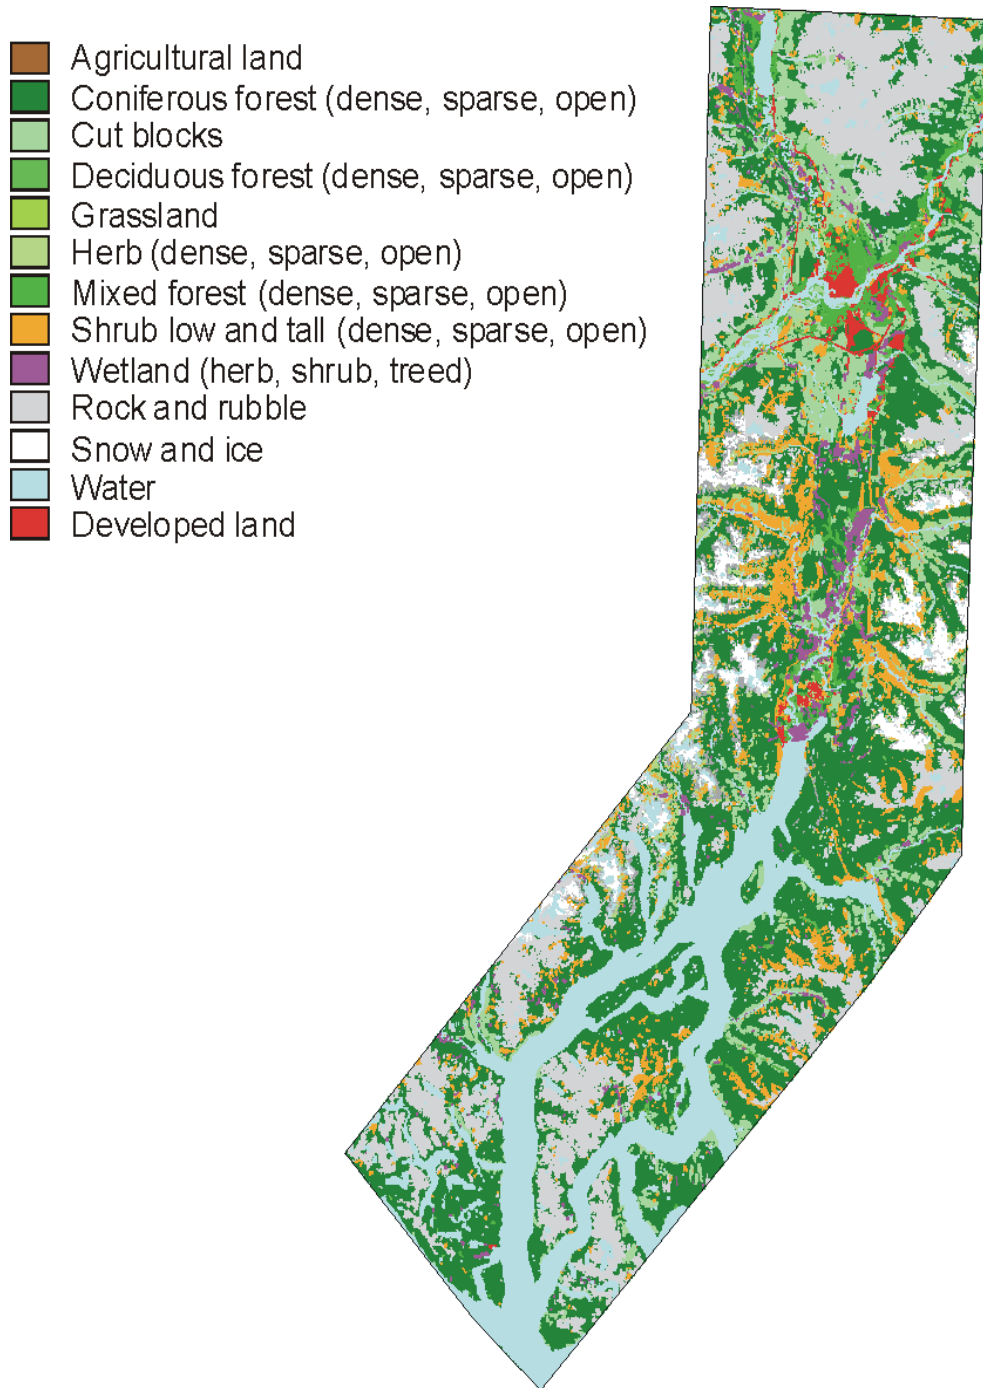 Agricultural land
Coniferous forest (dense, sparse, open)
Cut blocks
Deciduous forest (dense, sparse, open)
Grassland
Herb (dense, sparse, open)
Mixed forest (dense, sparse, open)
Shrub low and tall (dense, sparse, open)
Wetland (herb, shrub, treed)
Rock and rubble
Snow and ice
Water
Developed land